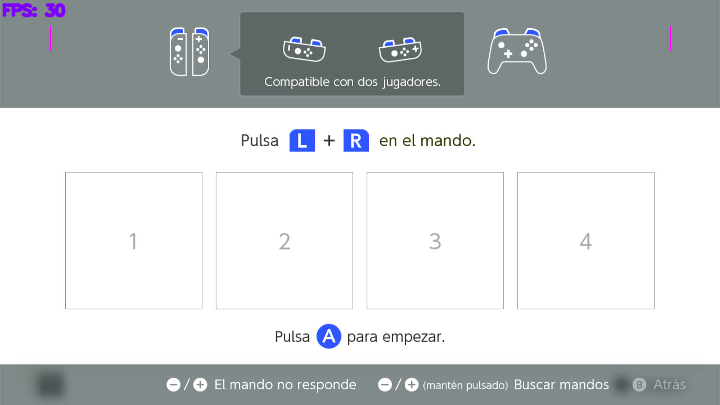 FPS: 30
Compatible con dos jugadores.
Pulsa L + R en el mando.
1 2 3 4
Pulsa A para empezar.
−/+ El mando no responde −/+ (mantén pulsado) Buscar mandos B Atrás